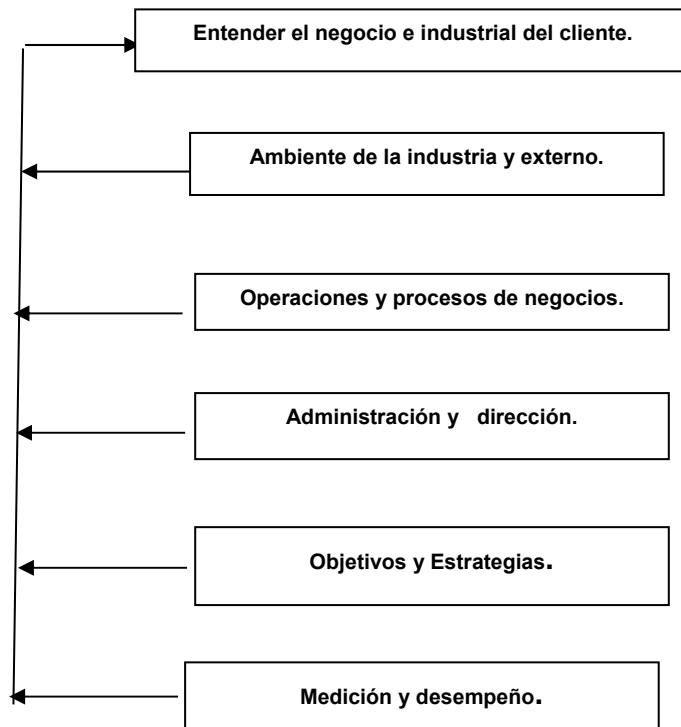 Entender el negocio e industrial del cliente.
Ambiente de la industria y externo.
Operaciones y procesos de negocios.
Administración y dirección.
Objetivos y Estrategias.
Medición y desempeño.